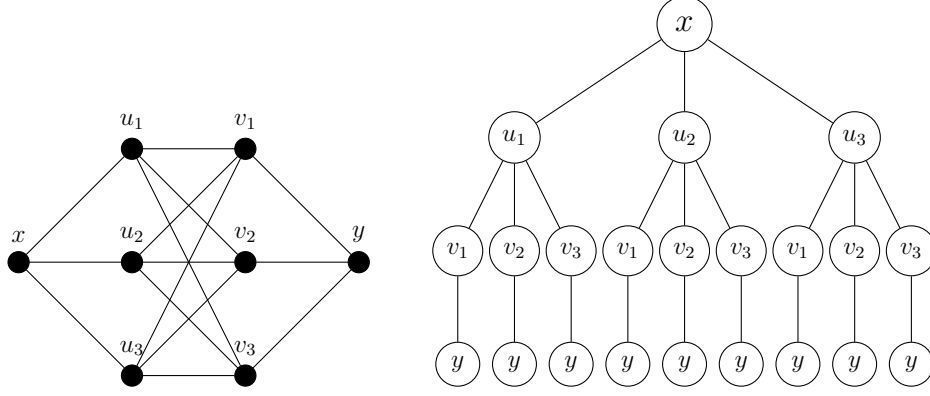 x
u₁ v₁
u₁ u₂ u₃
x u₂ v₂ y
v₁ v₂ v₃ v₁ v₂ v₃ v₁ v₂ v₃
u₃ v₃
y y y y y y y y y